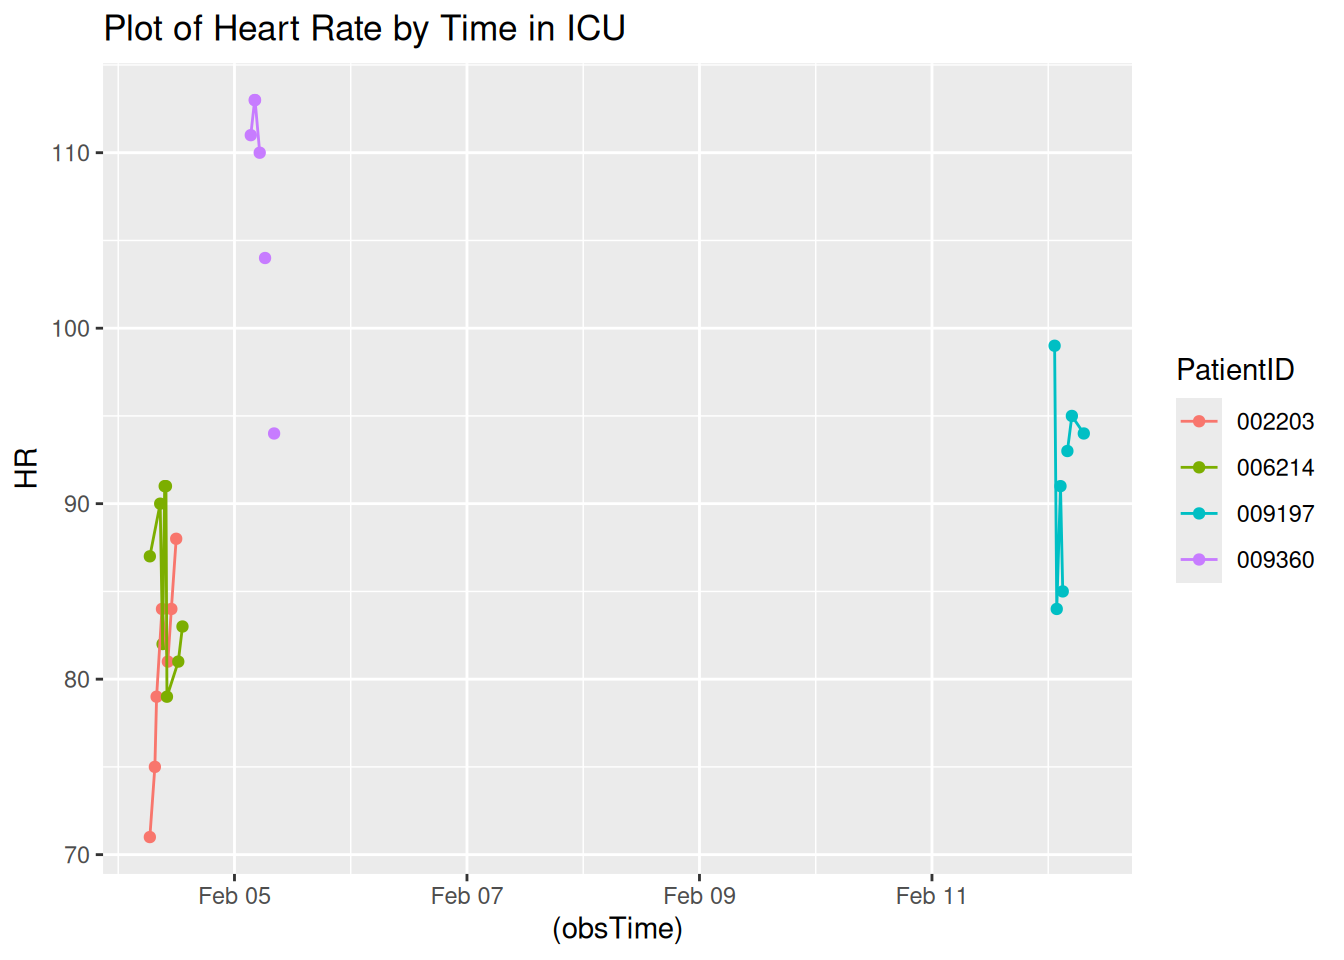 Plot of Heart Rate by Time in ICU
110
100
90
80
70
HR
Feb 05
Feb 07
Feb 09
Feb 11
(obsTime)
PatientID
002203
006214
009197
009360